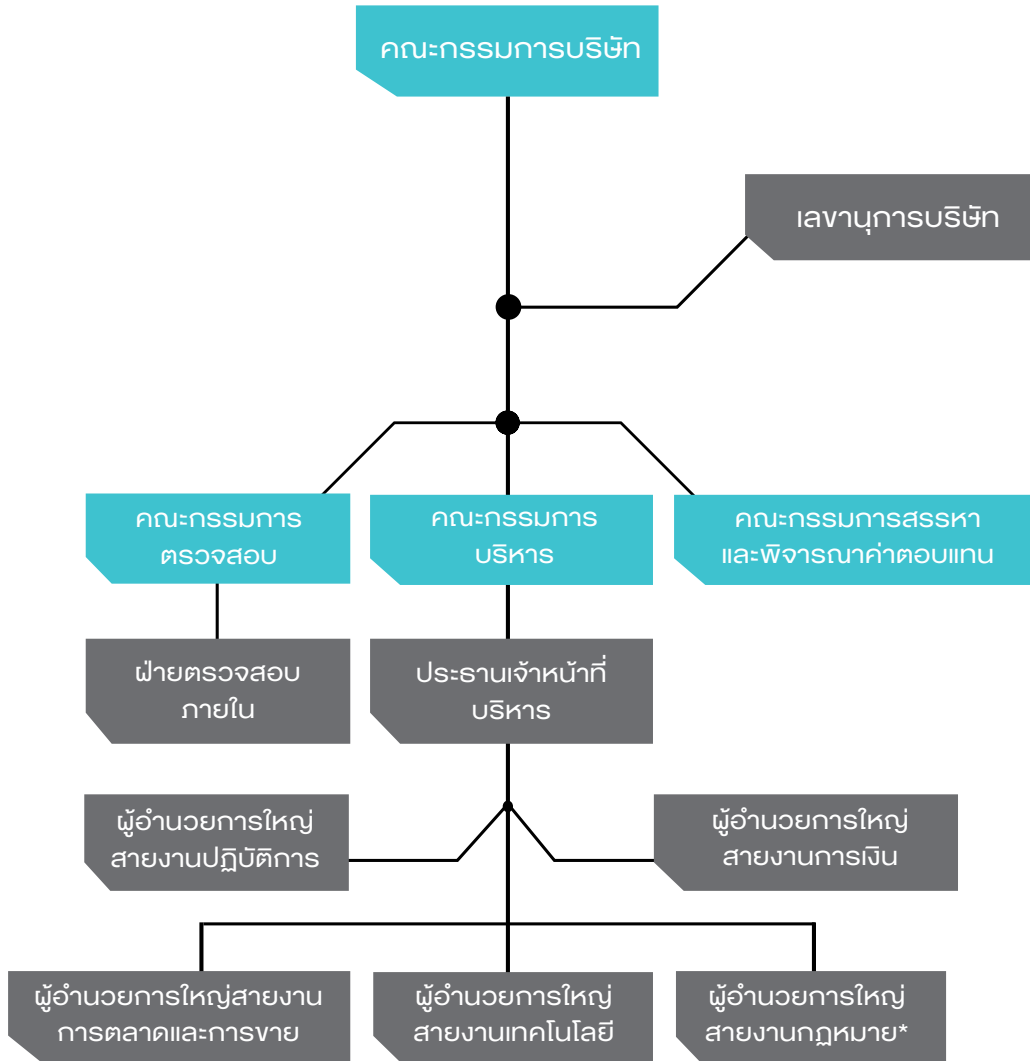 คณะกรรมการบริษัท
เลขานุการบริษัท
คณะกรรมการ
ตรวจสอบ
คณะกรรมการ
บริหาร
คณะกรรมการสรรหา
และพิจารณาค่าตอบแทน
ฝ่ายตรวจสอบ
ภายใน
ประธานเจ้าหน้าที่
บริหาร
ผู้อำนวยการใหญ่
สายงานปฏิบัติการ
ผู้อำนวยการใหญ่
สายงานการเงิน
ผู้อำนวยการใหญ่สายงาน
การตลาดและการขาย
ผู้อำนวยการใหญ่
สายงานเทคโนโลยี
ผู้อำนวยการใหญ่
สายงานกฎหมาย*